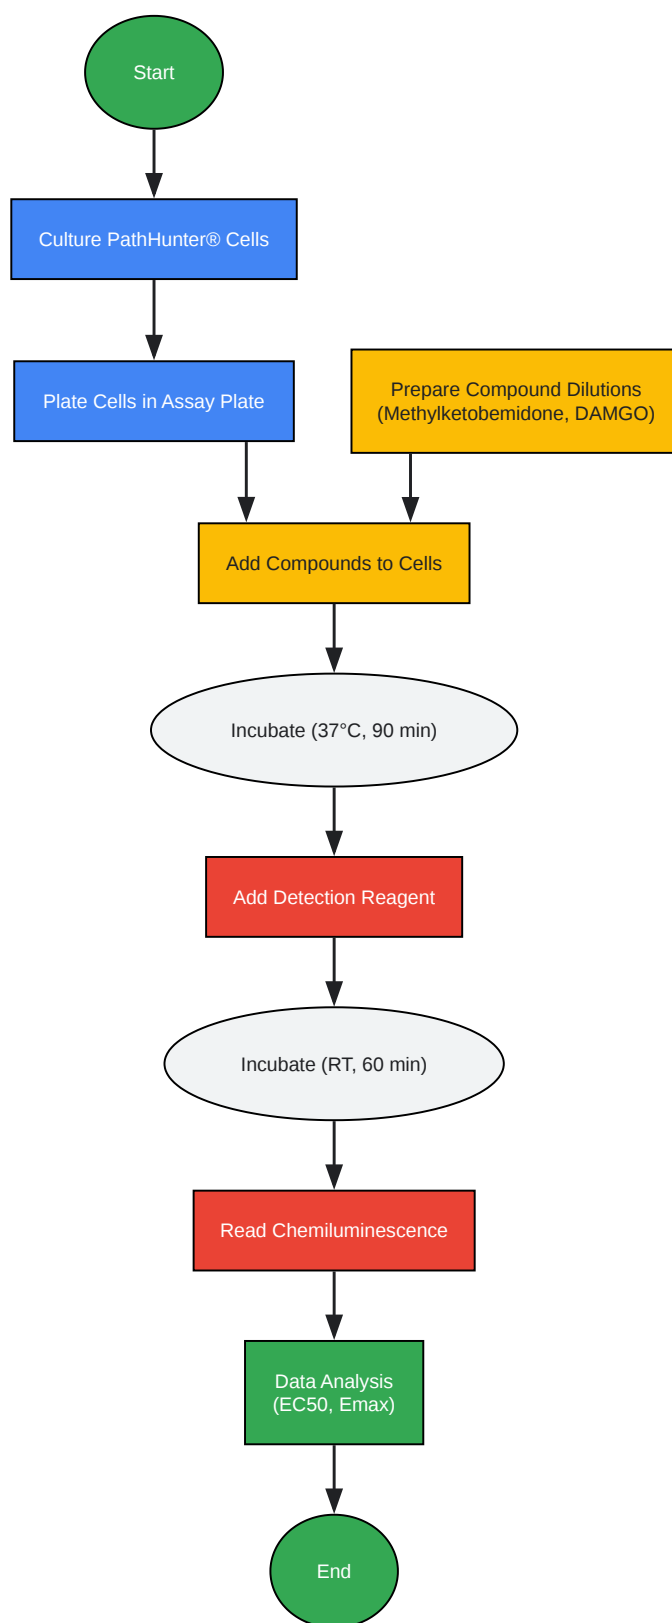 Start
Culture PathHunter® Cells
Plate Cells in Assay Plate
Prepare Compound Dilutions
(Methylketobemidone, DAMGO)
Add Compounds to Cells
Incubate (37°C, 90 min)
Add Detection Reagent
Incubate (RT, 60 min)
Read Chemiluminescence
Data Analysis
(EC50, Emax)
End